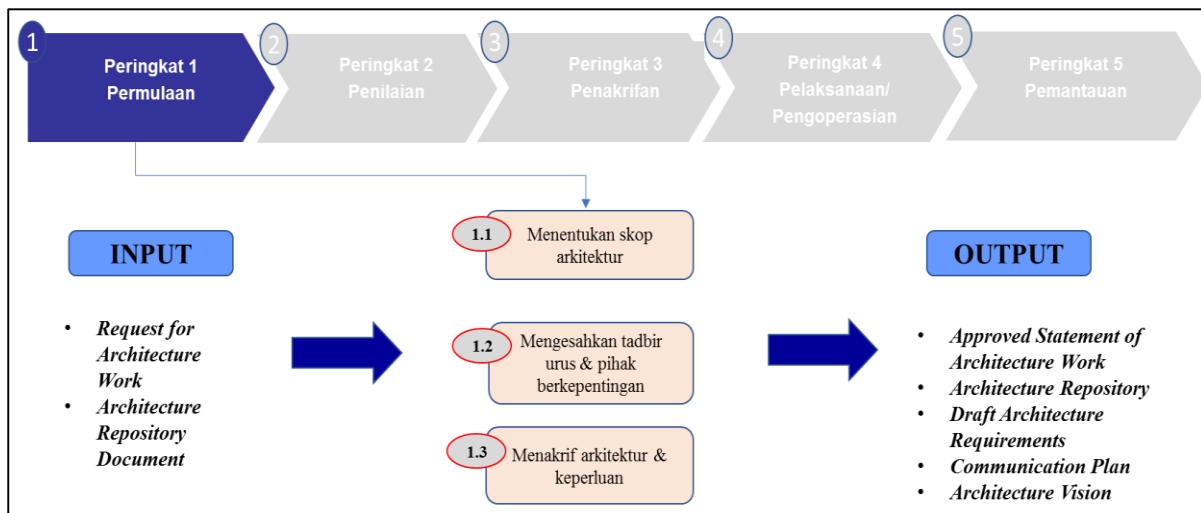 1
Peringkat 1
Permulaan
2
Peringkat 2
Penilaian
3
Peringkat 3
Penakrifan
4
Peringkat 4
Pelaksanaan/
Pengoperasian
5
Peringkat 5
Pemantauan
INPUT
• Request for
Architecture
Work
• Architecture
Repository
Document
1.1
Menentukan skop
arkitektur
1.2
Mengesahkan tadbir
urus & pihak
berkepentingan
1.3
Menakrif arkitektur &
keperluan
OUTPUT
• Approved Statement of
Architecture Work
• Architecture Repository
• Draft Architecture
Requirements
• Communication Plan
• Architecture Vision